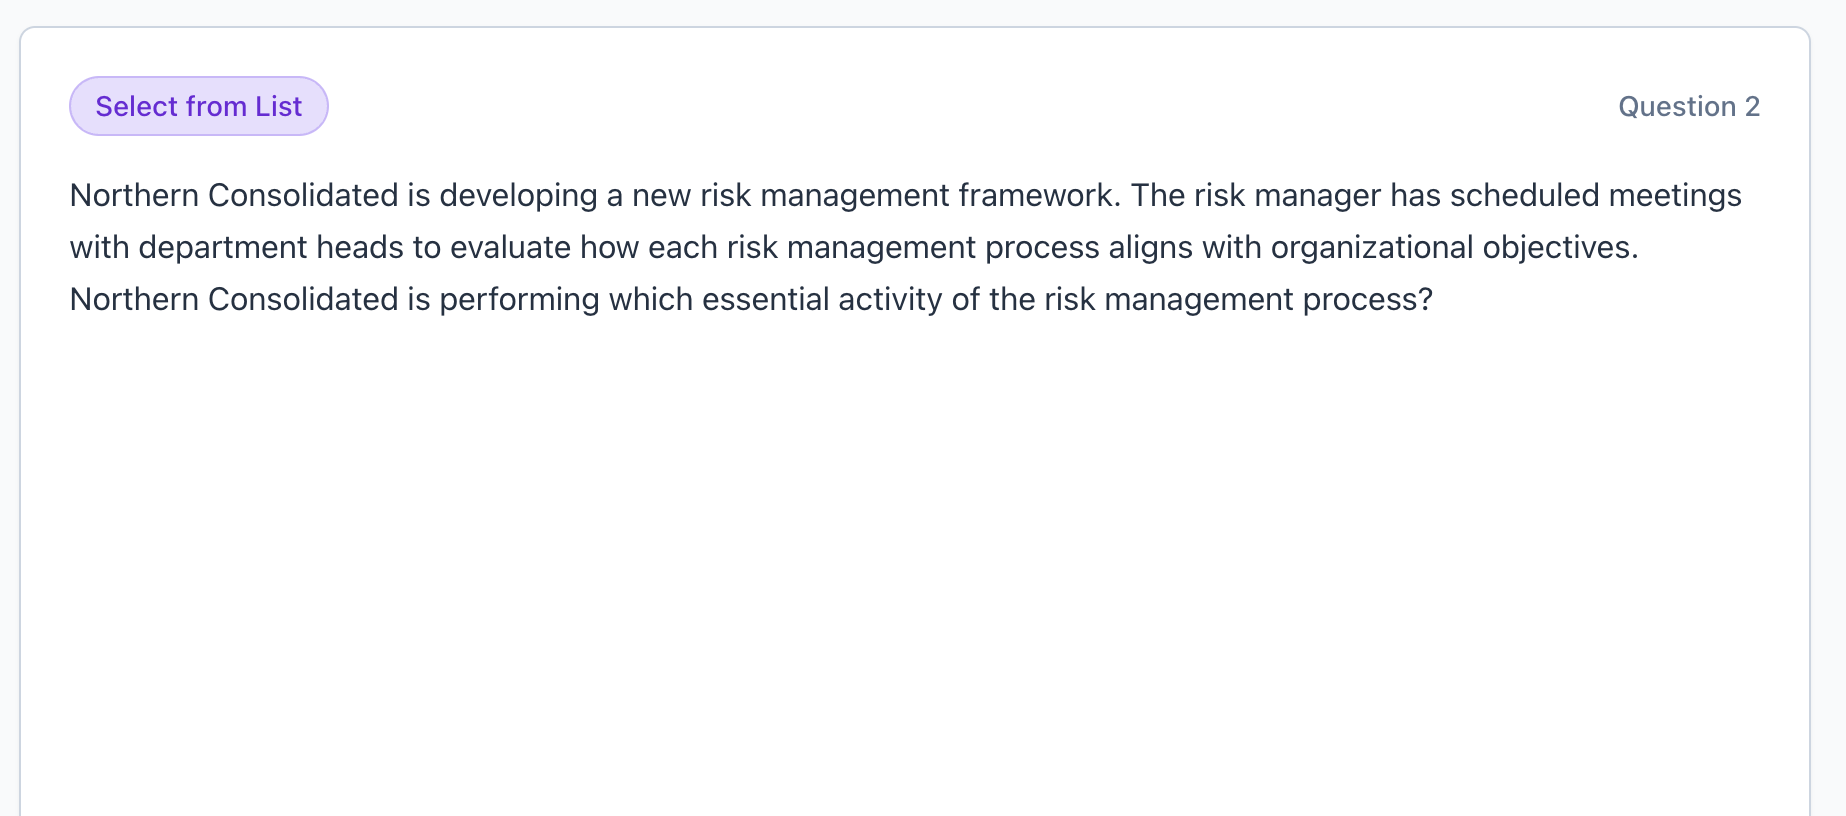 Select from List
Question 2
Northern Consolidated is developing a new risk management framework. The risk manager has scheduled meetings
with department heads to evaluate how each risk management process aligns with organizational objectives.
Northern Consolidated is performing which essential activity of the risk management process?